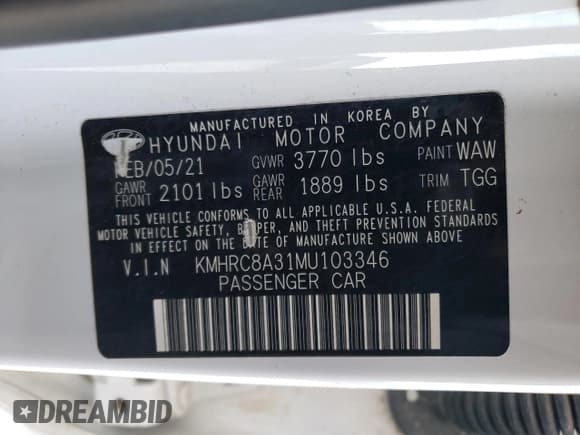 MANUFACTURED IN KOREA BY
HYUNDAI MOTOR COMPANY
FEB/05/21 GVWR 3770 lbs PAINT WAW
GAWR FRONT 2101 lbs GAWR REAR 1889 lbs TRIM TGG
THIS VEHICLE CONFORMS TO ALL APPLICABLE U.S.A. FEDERAL
MOTOR VEHICLE SAFETY, BUMPER, AND THEFT PREVENTION STANDARDS
IN EFFECT ON THE DATE OF MANUFACTURE SHOWN ABOVE.
V.I.N KMHRC8A31MU103346
PASSENGER CAR
DREAMBID